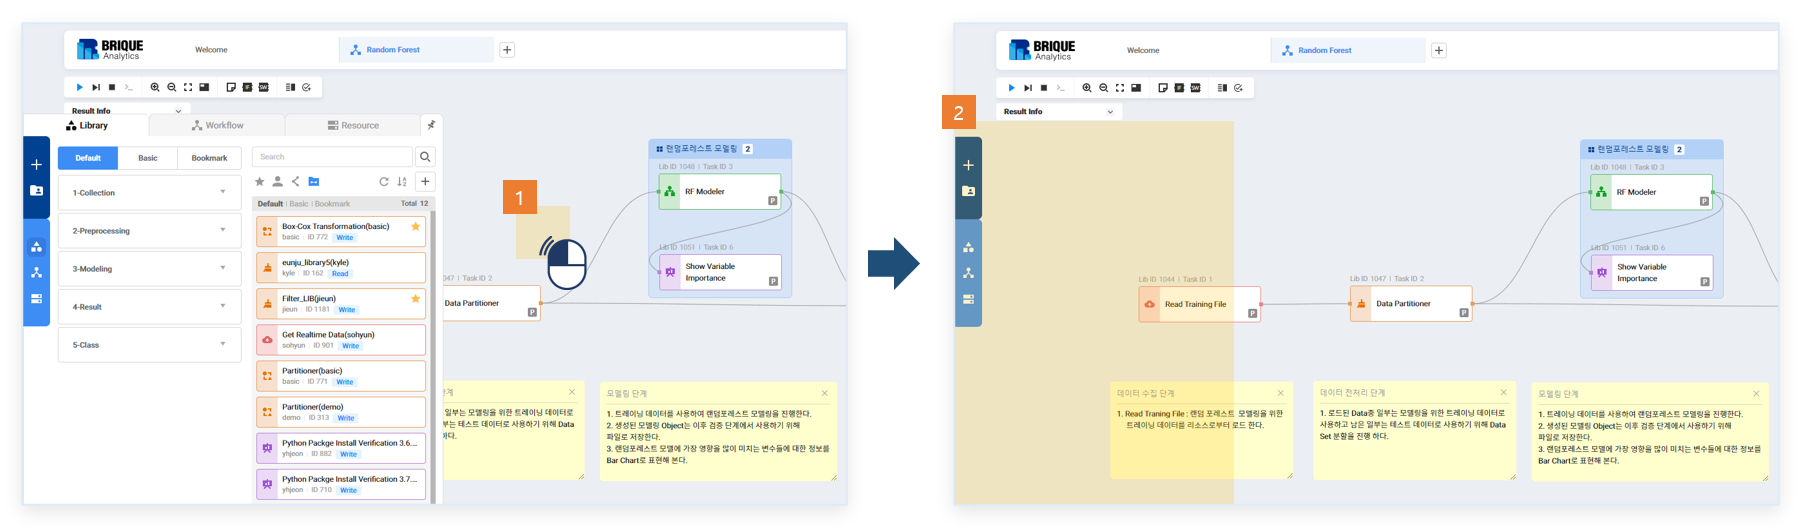 BRIQUE
Analytics
Welcome
Random Forest
Result Info
Library
Workflow
Resource
Default
Basic
Bookmark
Search
1-Collection
2-Preprocessing
3-Modeling
4-Result
5-Class
Default | Basic | Bookmark
Total 12
Box-Cox Transformation(basic)
basic | ID 772 Write
eunju_library5(kyle)
kyle | ID 162 Read
Filter_LIB(jieun)
jieun | ID 1181 Write
Get Realtime Data(sohyun)
sohyun | ID 901 Write
Partitioner(basic)
basic | ID 771 Write
Partitioner(demo)
demo | ID 313 Write
Python Packge Install Verification 3.6....
yhjeon | ID 882 Write
Python Packge Install Verification 3.7....
yhjeon | ID 710 Write
1
랜덤포레스트 모델링 2
Lib ID 1048 | Task ID 3
RF Modeler
P
Lib ID 1051 | Task ID 6
Show Variable
Importance
P
047 | Task ID 2
Data Partitioner
P
단계
일부는 모델링을 위한 트레이닝 데이터로
부는 테스트 데이터로 사용하기 위해 Data
하다.
모델링 단계
1. 트레이닝 데이터를 사용하여 랜덤포레스트 모델링을 진행한다.
2. 생성된 모델링 Object는 이후 검증 단계에서 사용하기 위해
파일로 저장한다.
3. 랜덤포레스트 모델에 가장 영향을 많이 미치는 변수들에 대한 정보를
Bar Chart로 표현해 본다.
BRIQUE
Analytics
Welcome
Random Forest
Result Info
2
랜덤포레스트 모델링 2
Lib ID 1048 | Task ID 3
RF Modeler
P
Lib ID 1051 | Task ID 6
Show Variable
Importance
P
Lib ID 1044 | Task ID 1
Read Training File
P
Lib ID 1047 | Task ID 2
Data Partitioner
P
데이터 수집 단계
1. Read Traning File : 랜덤 포레스트 모델링을 위한
트레이닝 데이터를 리소스로부터 로드 한다.
데이터 전처리 단계
1. 로드된 Data중 일부는 모델링을 위한 트레이닝 데이터로
사용하고 남은 일부는 테스트 데이터로 사용하기 위해 Data
Set 분할을 진행 하다.
모델링 단계
1. 트레이닝 데이터를 사용하여 랜덤포레스트 모델링을 진행한다.
2. 생성된 모델링 Object는 이후 검증 단계에서 사용하기 위해
파일로 저장한다.
3. 랜덤포레스트 모델에 가장 영향을 많이 미치는 변수들에 대한 정보를
Bar Chart로 표현해 본다.